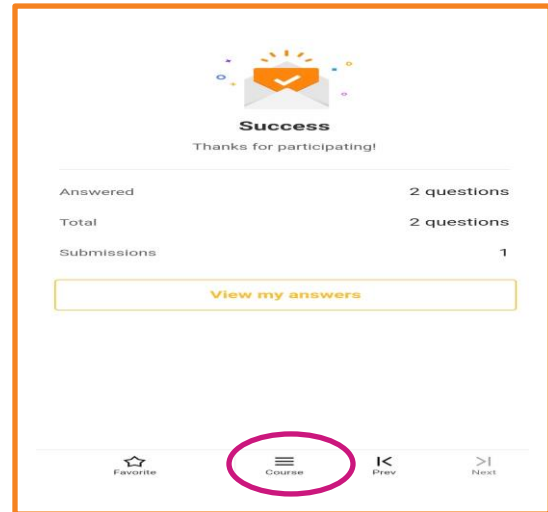 Success
Thanks for participating!
Answered 2 questions
Total 2 questions
Submissions 1
View my answers
Favorite Course Prev Next